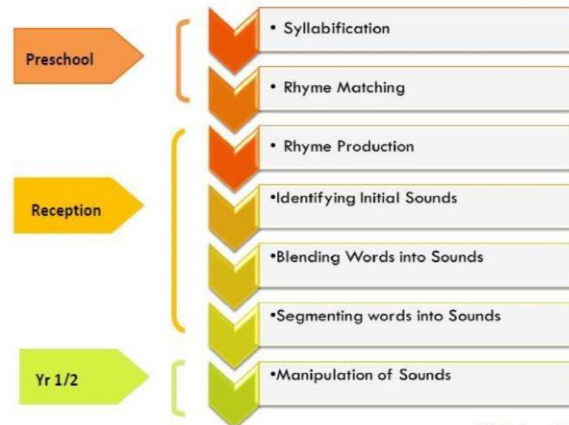 • Syllabification
Preschool
• Rhyme Matching
• Rhyme Production
•Identifying Initial Sounds
Reception
•Blending Words into Sounds
•Segmenting words into Sounds
Yr 1/2
•Manipulation of Sounds